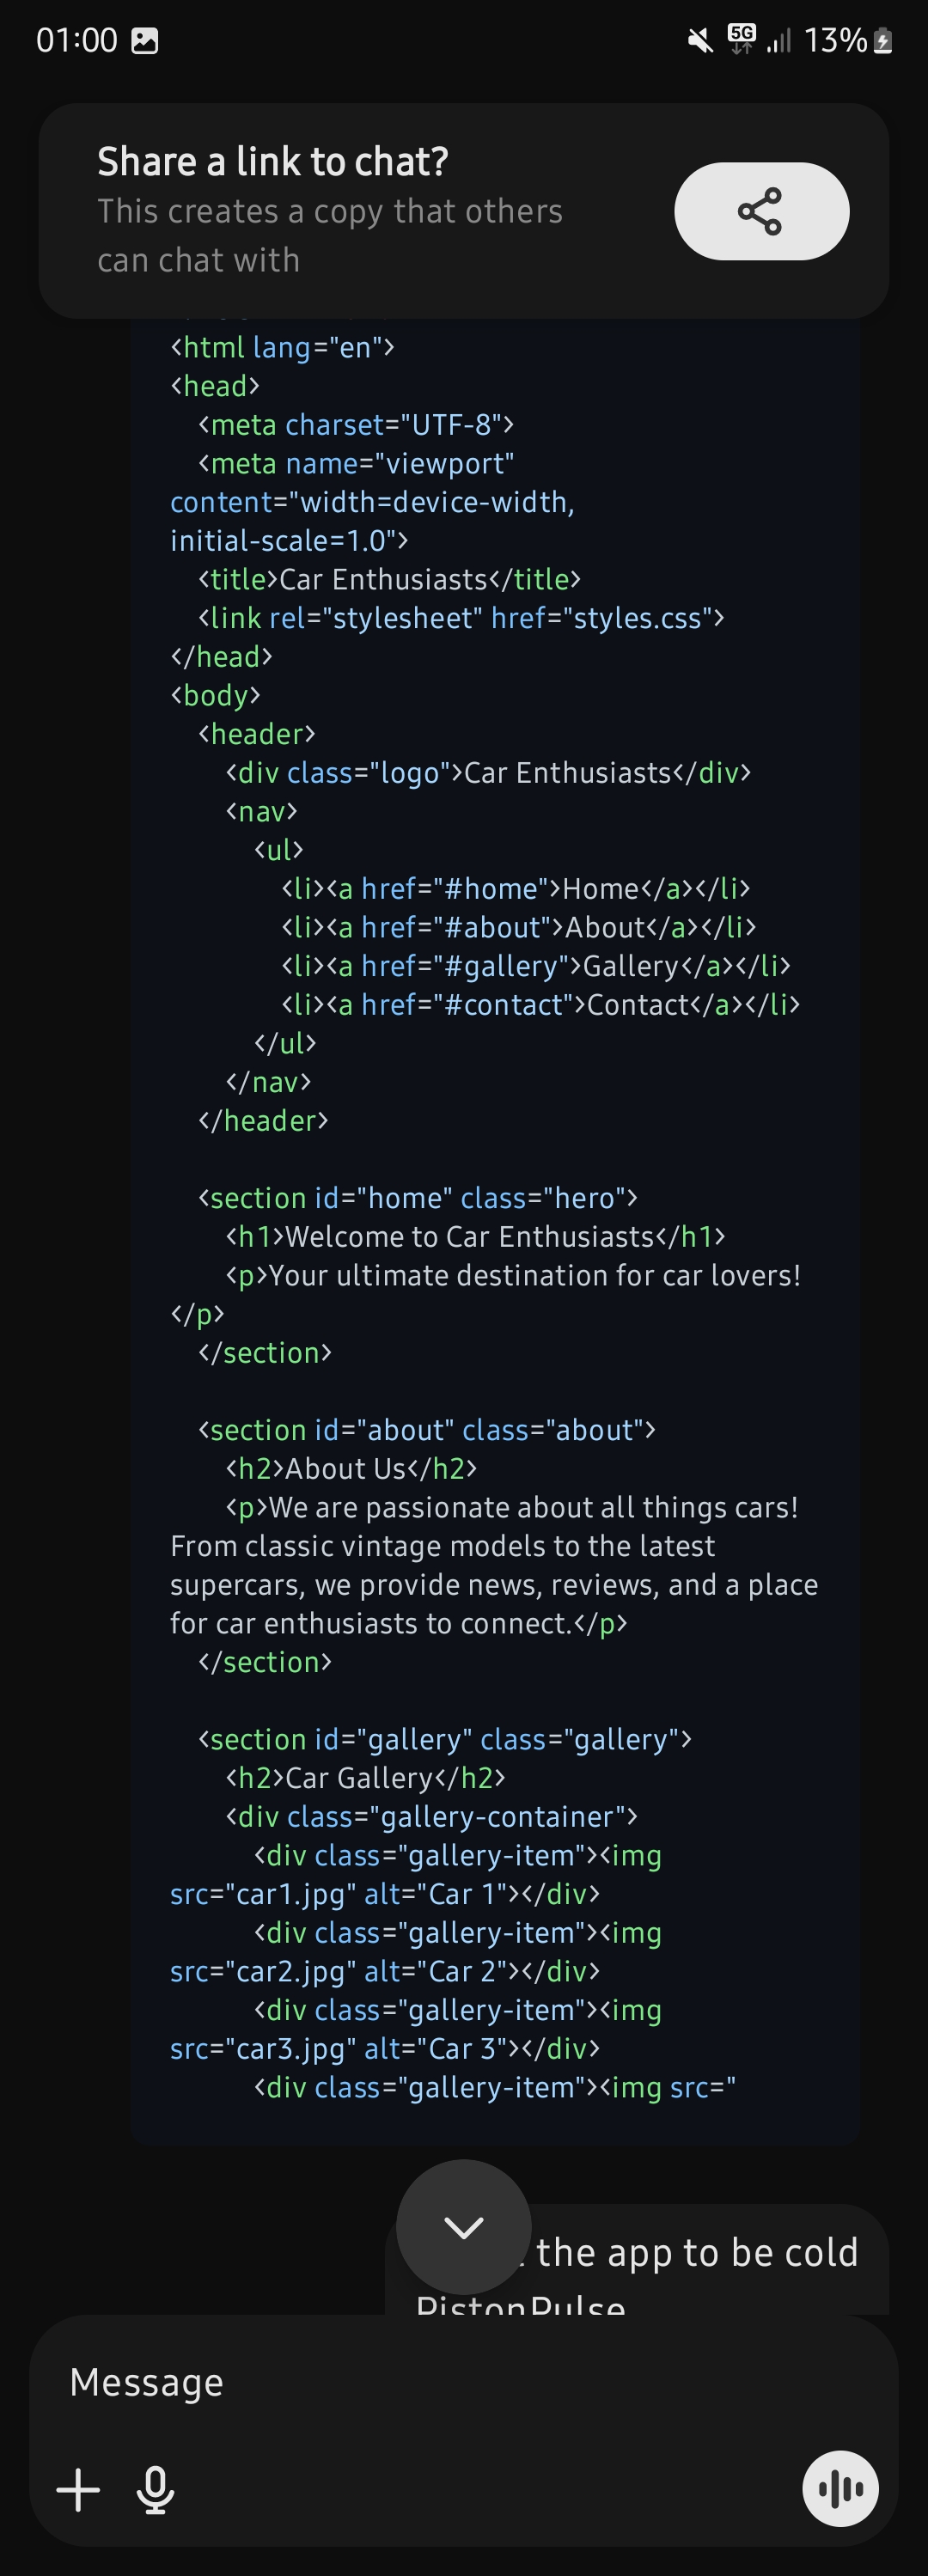 01:00
5G
13%
Share a link to chat?
This creates a copy that others
can chat with
<html lang="en">
<head>
<meta charset="UTF-8">
<meta name="viewport"
content="width=device-width,
initial-scale=1.0">
<title>Car Enthusiasts</title>
<link rel="stylesheet" href="styles.css">
</head>
<body>
<header>
<div class="logo">Car Enthusiasts</div>
<nav>
<ul>
<li><a href="#home">Home</a></li>
<li><a href="#about">About</a></li>
<li><a href="#gallery">Gallery</a></li>
<li><a href="#contact">Contact</a></li>
</ul>
</nav>
</header>
<section id="home" class="hero">
<h1>Welcome to Car Enthusiasts</h1>
<p>Your ultimate destination for car lovers!
</p>
</section>
<section id="about" class="about">
<h2>About Us</h2>
<p>We are passionate about all things cars!
From classic vintage models to the latest
supercars, we provide news, reviews, and a place
for car enthusiasts to connect.</p>
</section>
<section id="gallery" class="gallery">
<h2>Car Gallery</h2>
<div class="gallery-container">
<div class="gallery-item"><img
src="car1.jpg" alt="Car 1"></div>
<div class="gallery-item"><img
src="car2.jpg" alt="Car 2"></div>
<div class="gallery-item"><img
src="car3.jpg" alt="Car 3"></div>
<div class="gallery-item"><img src="
the app to be cold
PistonPulse
Message